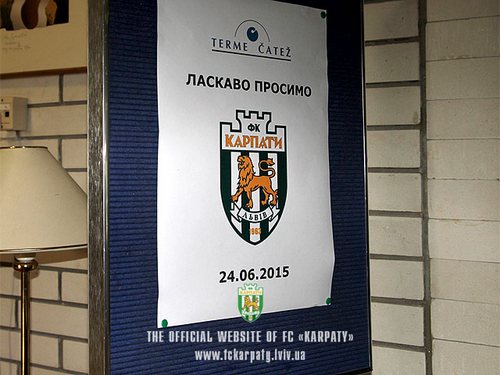 TERME ČATEŽ
ЛАСКАВО ПРОСИМО
ФК
КАРПАТИ
ЛЬВІВ
1963
24.06.2015
THE OFFICIAL WEBSITE OF FC «KARPATY»
www.fckarpaty.lviv.ua